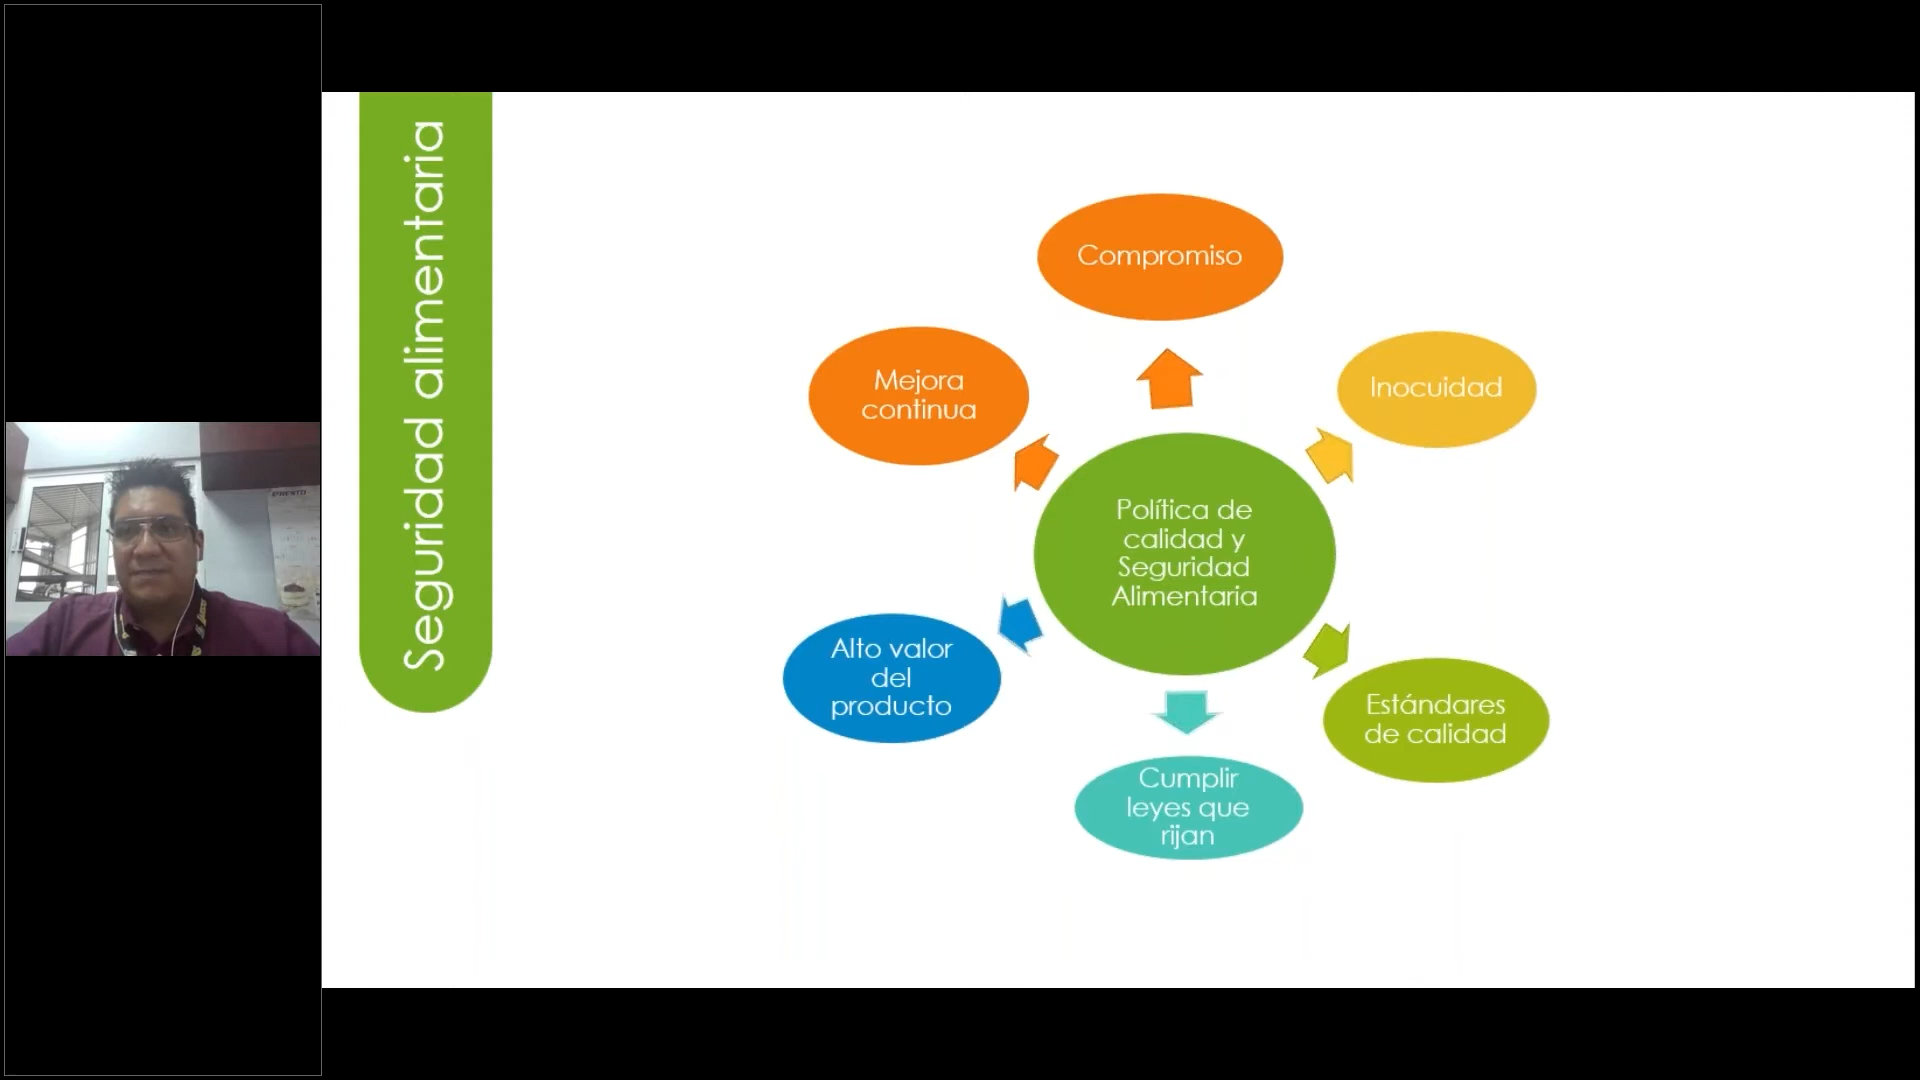 Seguridad alimentaria
Compromiso
Mejora
continua
Inocuidad
Política de
calidad y
Seguridad
Alimentaria
Alto valor
del
producto
Estándares
de calidad
Cumplir
leyes que
rijan
PRESTO